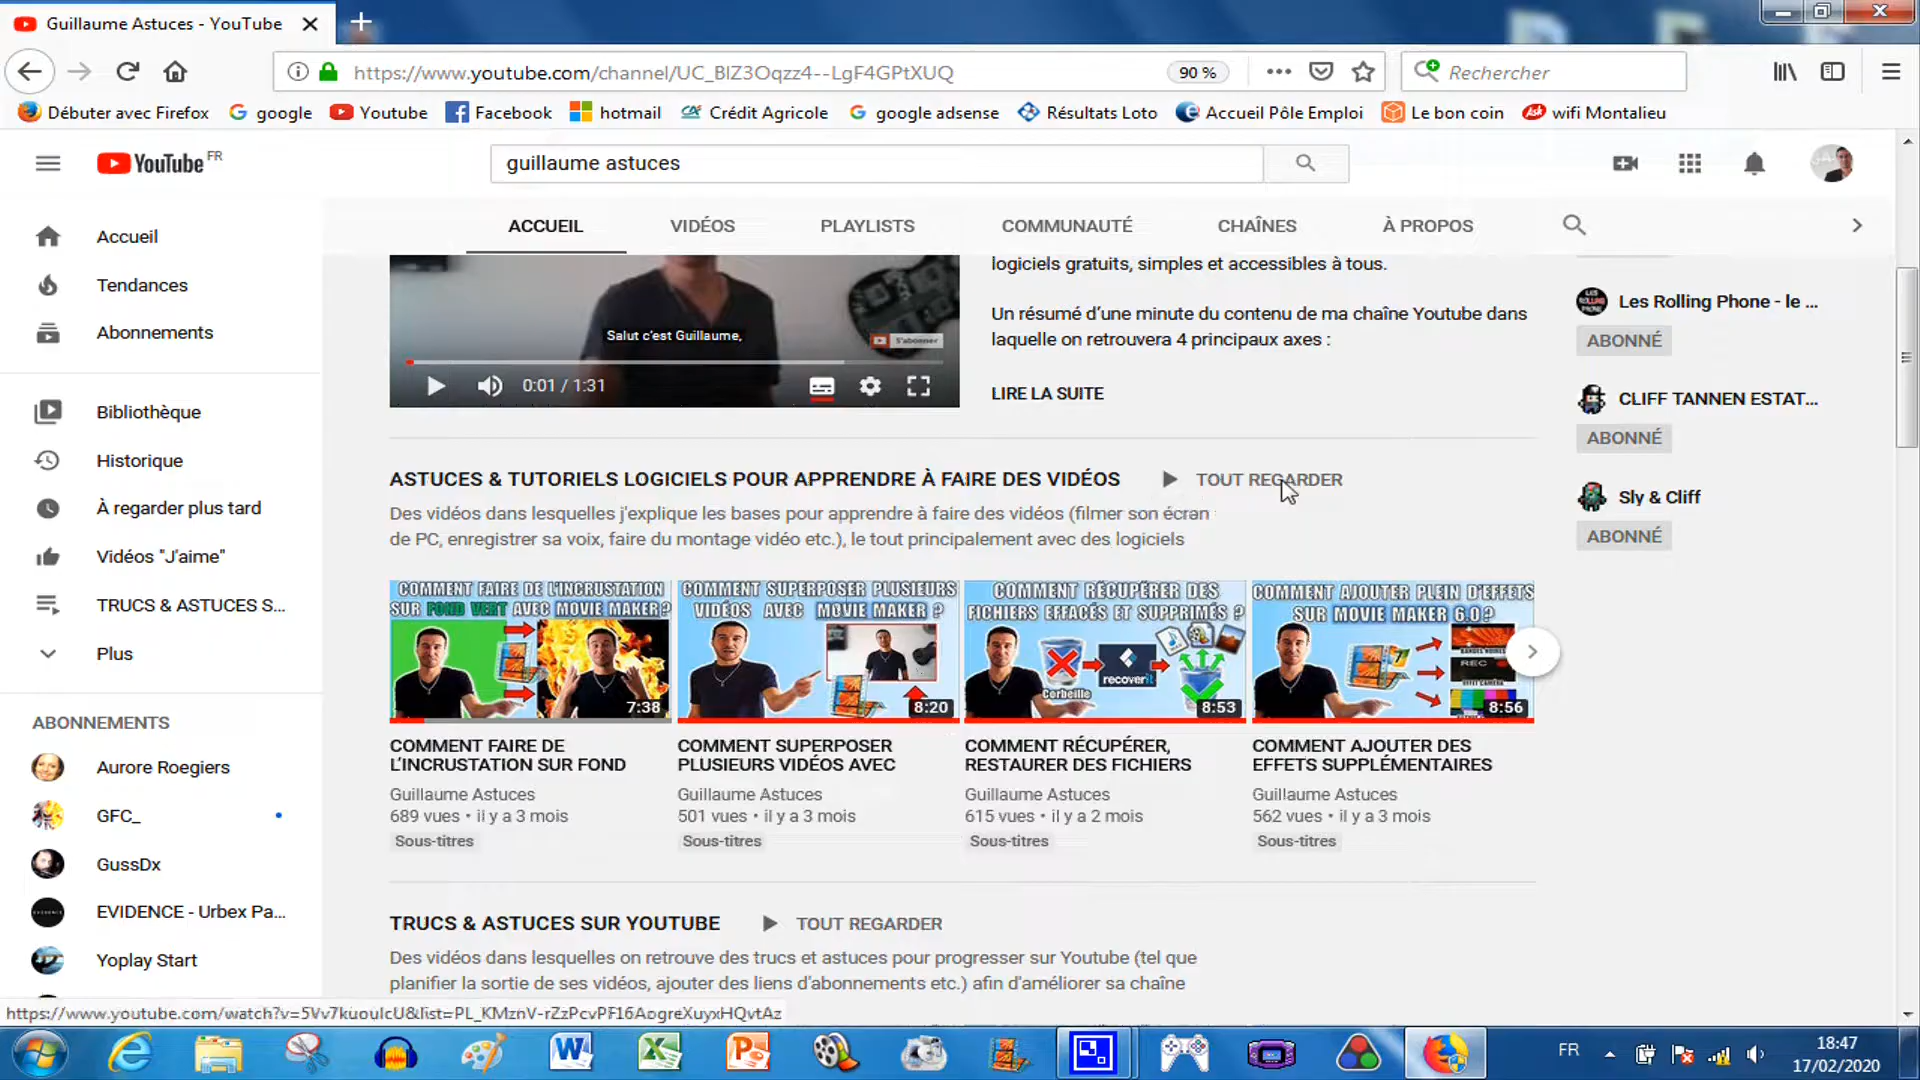 Guillaume Astuces - YouTube
https://www.youtube.com/channel/UC_BlZ3Oqzz4--LgF4GPtXUQ
90 %
Rechercher
Débuter avec Firefox
google
Youtube
Facebook
hotmail
Crédit Agricole
google adsense
Résultats Loto
Accueil Pôle Emploi
Le bon coin
wifi Montalieu
YouTube FR
guillaume astuces
ACCUEIL
VIDÉOS
PLAYLISTS
COMMUNAUTÉ
CHAÎNES
À PROPOS
Accueil
Tendances
Abonnements
Bibliothèque
Historique
À regarder plus tard
Vidéos "J'aime"
TRUCS & ASTUCES S...
Plus
ABONNEMENTS
Aurore Roegiers
GFC_
GussDx
EVIDENCE - Urbex Pa...
Yoplay Start
Salut c'est Guillaume,
S'abonner
0:01 / 1:31
logiciels gratuits, simples et accessibles à tous.
Un résumé d'une minute du contenu de ma chaîne Youtube dans
laquelle on retrouvera 4 principaux axes :
LIRE LA SUITE
Les Rolling Phone - le ...
ABONNÉ
CLIFF TANNEN ESTAT...
ABONNÉ
Sly & Cliff
ABONNÉ
ASTUCES & TUTORIELS LOGICIELS POUR APPRENDRE À FAIRE DES VIDÉOS
TOUT REGARDER
Des vidéos dans lesquelles j'explique les bases pour apprendre à faire des vidéos (filmer son écran
de PC, enregistrer sa voix, faire du montage vidéo etc.), le tout principalement avec des logiciels
COMMENT FAIRE DE L'INCRUSTATION
SUR FOND VERT AVEC MOVIE MAKER ?
7:38
COMMENT SUPERPOSER PLUSIEURS
VIDÉOS AVEC MOVIE MAKER ?
8:20
COMMENT RÉCUPÉRER DES
FICHIERS EFFACÉS ET SUPPRIMÉS ?
recoverit
Corbeille
8:53
COMMENT AJOUTER PLEIN D'EFFETS
SUR MOVIE MAKER 6.0 ?
BANDES NOIRES
REC
EFFET CAMÉRA
8:56
COMMENT FAIRE DE
L'INCRUSTATION SUR FOND
Guillaume Astuces
689 vues • il y a 3 mois
Sous-titres
COMMENT SUPERPOSER
PLUSIEURS VIDÉOS AVEC
Guillaume Astuces
501 vues • il y a 3 mois
Sous-titres
COMMENT RÉCUPÉRER,
RESTAURER DES FICHIERS
Guillaume Astuces
615 vues • il y a 2 mois
Sous-titres
COMMENT AJOUTER DES
EFFETS SUPPLÉMENTAIRES
Guillaume Astuces
562 vues • il y a 3 mois
Sous-titres
TRUCS & ASTUCES SUR YOUTUBE
TOUT REGARDER
Des vidéos dans lesquelles on retrouve des trucs et astuces pour progresser sur Youtube (tel que
planifier la sortie de ses vidéos, ajouter des liens d'abonnements etc.) afin d'améliorer sa chaîne
https://www.youtube.com/watch?v=5Vv7kuouIcU&list=PL_KMznV-rZzPcvPF16AogreXuyxHQvtAz
FR
18:47
17/02/2020